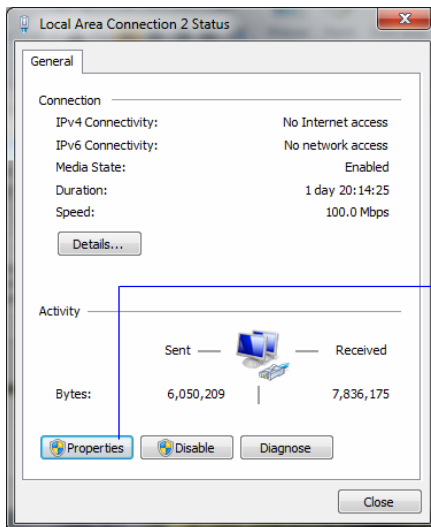 Local Area Connection 2 Status
General
Connection
IPv4 Connectivity: No Internet access
IPv6 Connectivity: No network access
Media State: Enabled
Duration: 1 day 20:14:25
Speed: 100.0 Mbps
Details...
Activity
Sent Received
Bytes: 6,050,209 7,836,175
Properties Disable Diagnose
Close